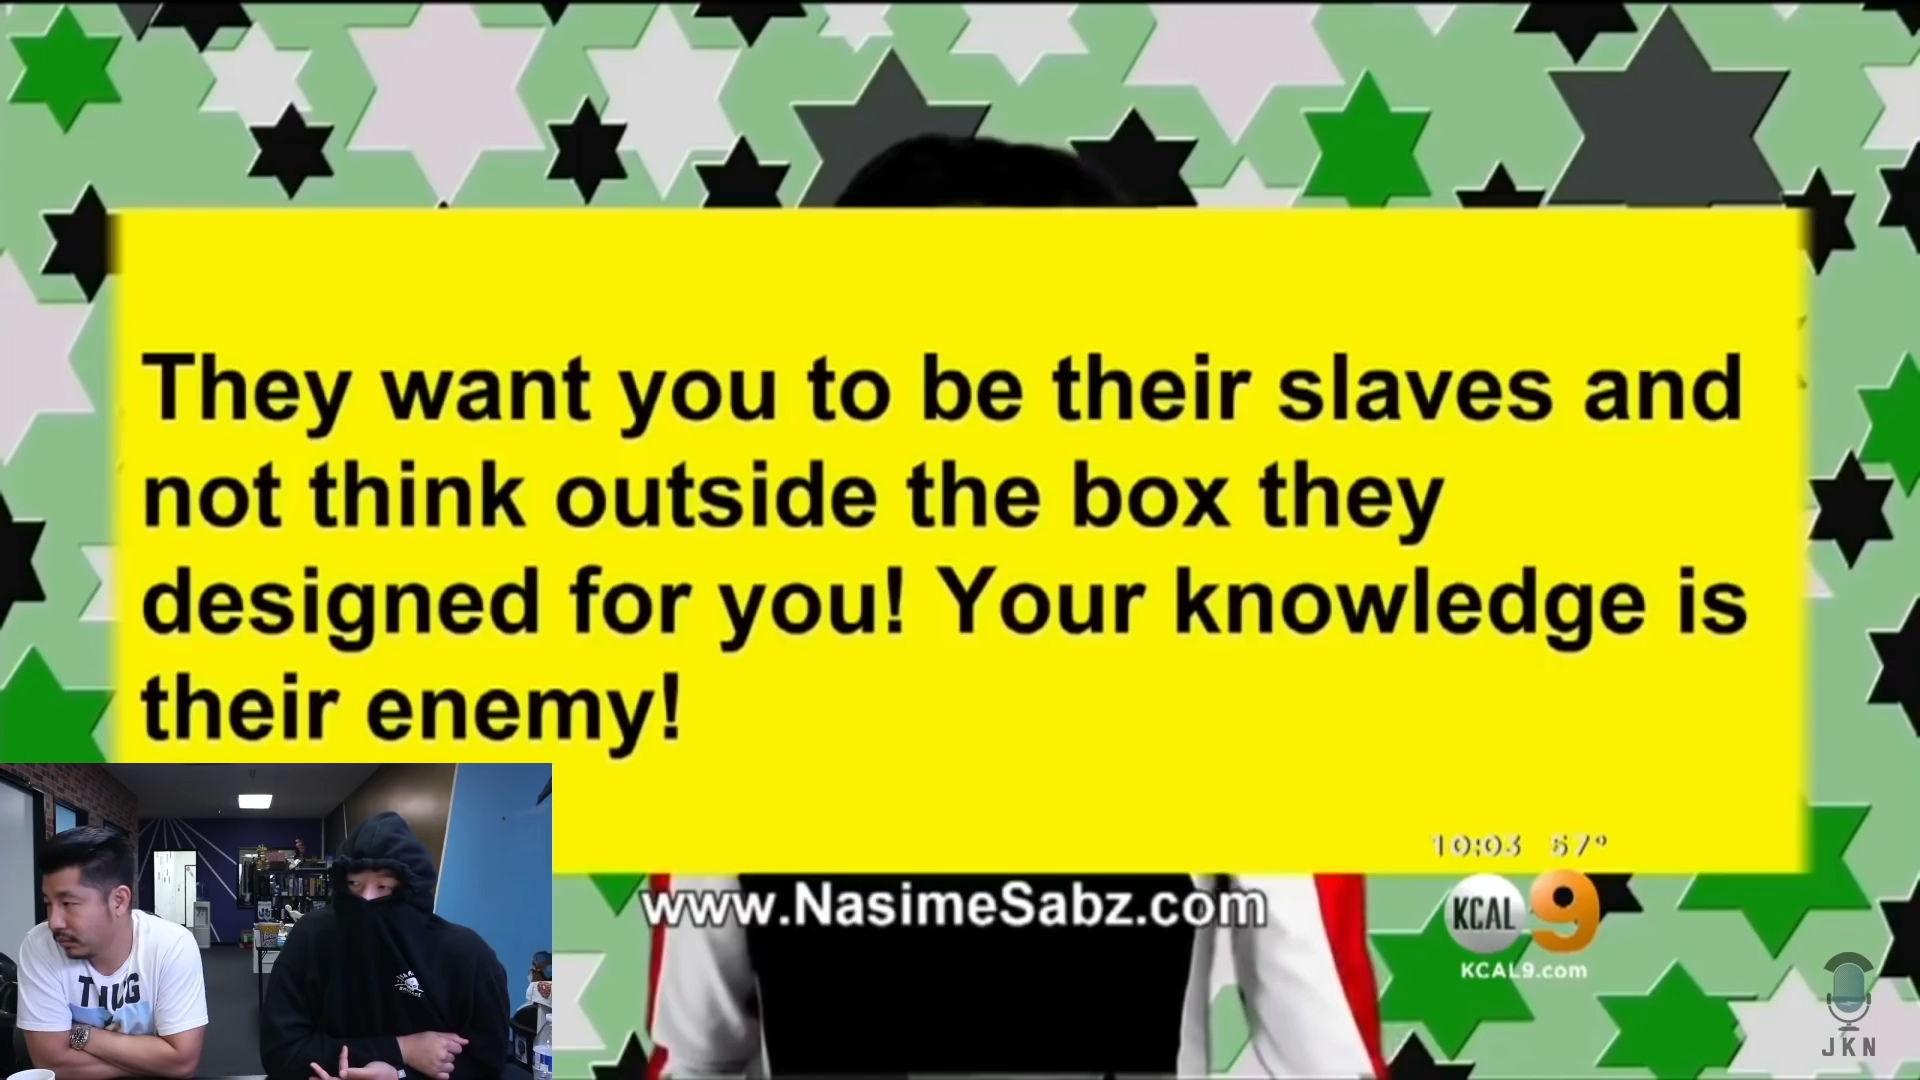 They want you to be their slaves and
not think outside the box they
designed for you! Your knowledge is
their enemy!
10:03 57°
www.NasimeSabz.com
KCAL 9
KCAL9.com
THUG
JKN